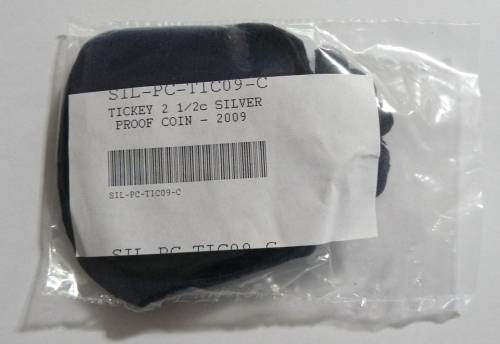 SIL-PC-TIC09-C
TICKEY 2 1/2c SILVER
PROOF COIN - 2009
SIL-PC-TIC09-C
SIL-PC-TIC09-C